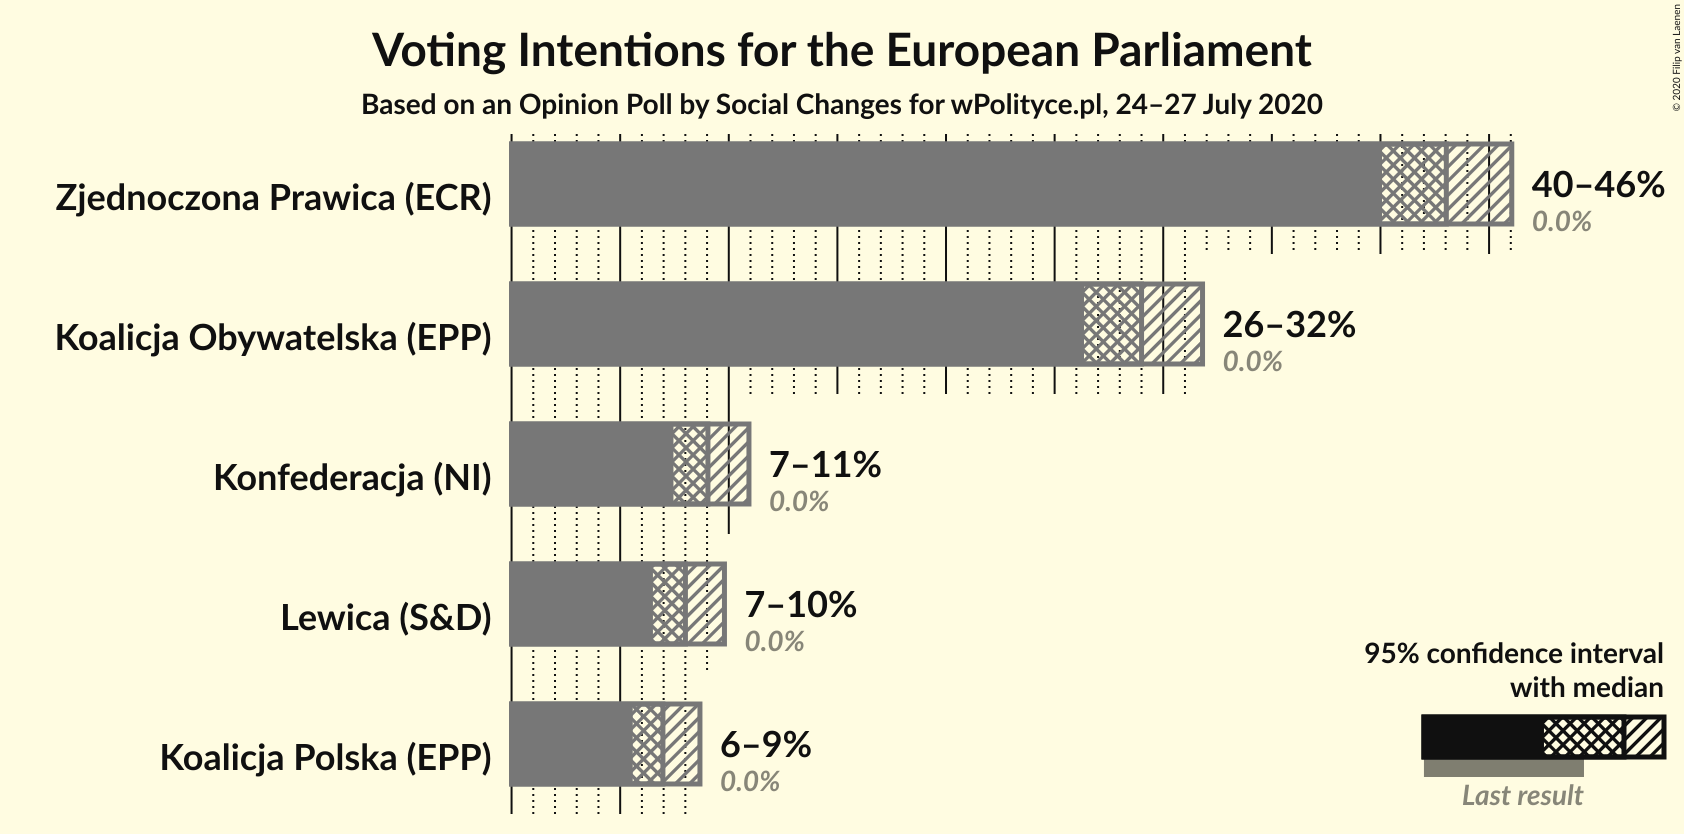 Voting Intentions for the European Parliament
Based on an Opinion Poll by Social Changes for wPolityce.pl, 24–27 July 2020
© 2020 Filip van Laenen
Zjednoczona Prawica (ECR)
40–46%
0.0%
Koalicja Obywatelska (EPP)
26–32%
0.0%
Konfederacja (NI)
7–11%
0.0%
Lewica (S&D)
7–10%
0.0%
Koalicja Polska (EPP)
6–9%
0.0%
95% confidence interval
with median
Last result